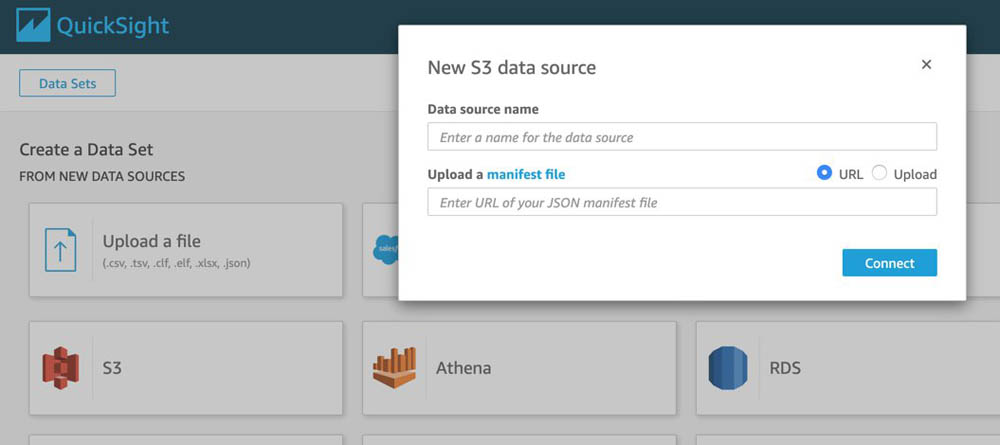 QuickSight
Data Sets
Create a Data Set
FROM NEW DATA SOURCES
Upload a file
(.csv, .tsv, .clf, .elf, .xlsx, .json)
S3
Athena
RDS
New S3 data source
Data source name
Enter a name for the data source
Upload a manifest file
URL
Upload
Enter URL of your JSON manifest file
Connect